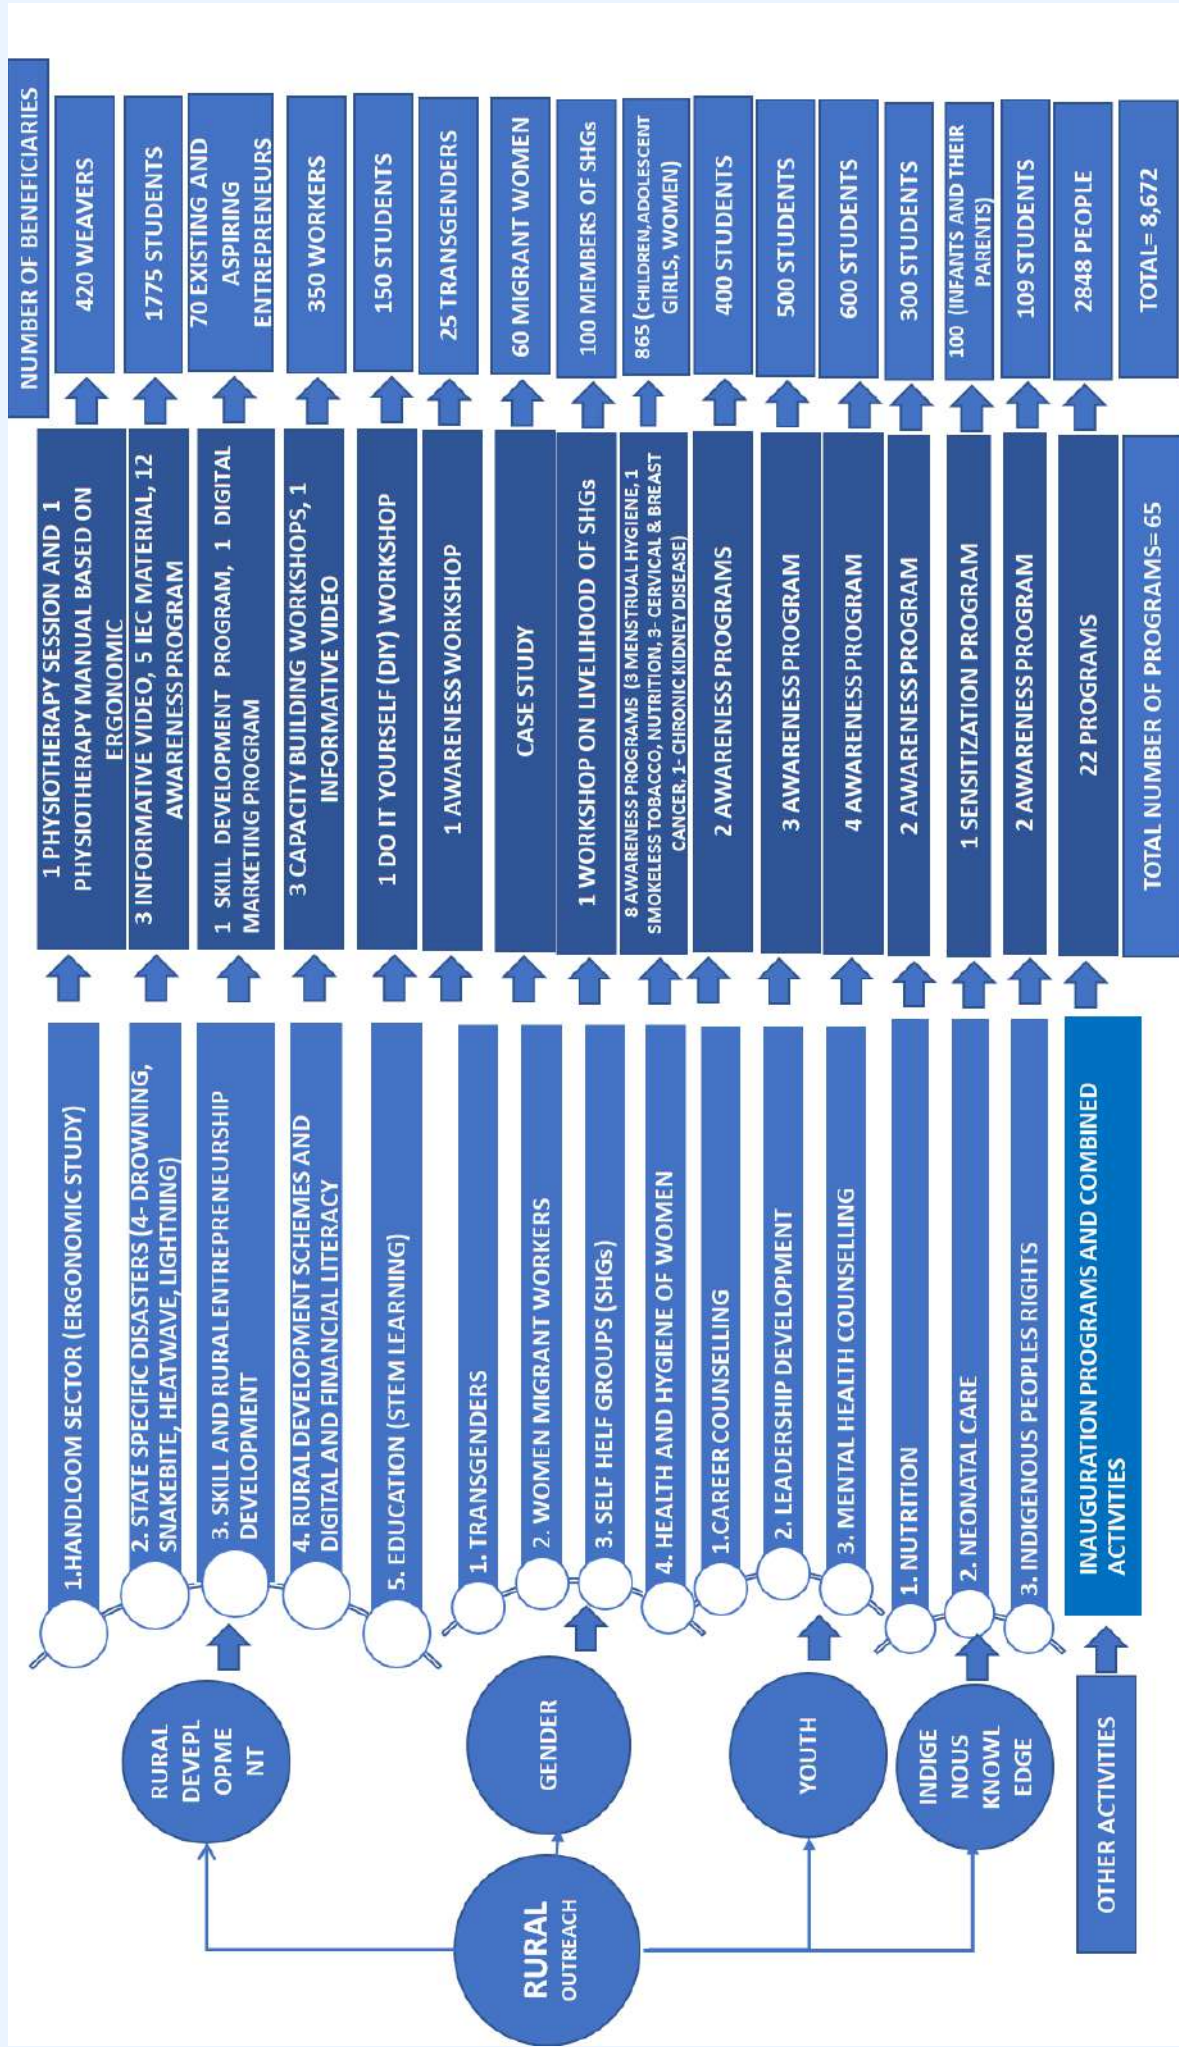 NUMBER OF BENEFICIARIES
RURAL
OUTREACH
RURAL
DEVEPL
OPME
NT
1.HANDLOOM SECTOR (ERGONOMIC STUDY)
1 PHYSIOTHERAPY SESSION AND 1
PHYSIOTHERAPY MANUAL BASED ON
ERGONOMIC
420 WEAVERS
2. STATE SPECIFIC DISASTERS (4- DROWNING,
SNAKEBITE, HEATWAVE, LIGHTNING)
3 INFORMATIVE VIDEO, 5 IEC MATERIAL, 12
AWARENESS PROGRAM
1775 STUDENTS
3. SKILL AND RURAL ENTREPRENEURSHIP
DEVELOPMENT
1 SKILL DEVELOPMENT PROGRAM, 1 DIGITAL
MARKETING PROGRAM
70 EXISTING AND
ASPIRING
ENTREPRENEURS
4. RURAL DEVELOPMENT SCHEMES AND
DIGITAL AND FINANCIAL LITERACY
3 CAPACITY BUILDING WORKSHOPS, 1
INFORMATIVE VIDEO
350 WORKERS
5. EDUCATION (STEM LEARNING)
1 DO IT YOURSELF (DIY) WORKSHOP
150 STUDENTS
GENDER
1. TRANSGENDERS
1 AWARENESS WORKSHOP
25 TRANSGENDERS
2. WOMEN MIGRANT WORKERS
CASE STUDY
60 MIGRANT WOMEN
3. SELF HELF GROUPS (SHGs)
1 WORKSHOP ON LIVELIHOOD OF SHGs
100 MEMBERS OF SHGs
4. HEALTH AND HYGIENE OF WOMEN
8 AWARENESS PROGRAMS (3 MENSTRUAL HYGIENE, 1
SMOKELESS TOBACCO, NUTRITION, 3- CERVICAL & BREAST
CANCER, 1- CHRONIC KIDNEY DISEASE)
865 (CHILDREN,ADOLESCENT
GIRLS, WOMEN)
YOUTH
1.CAREER COUNSELLING
2 AWARENESS PROGRAMS
400 STUDENTS
2. LEADERSHIP DEVELOPMENT
3 AWARENESS PROGRAM
500 STUDENTS
3. MENTAL HEALTH COUNSELLING
4 AWARENESS PROGRAM
600 STUDENTS
INDIGE
NOUS
KNOWL
EDGE
1. NUTRITION
2 AWARENESS PROGRAM
300 STUDENTS
2. NEONATAL CARE
1 SENSITIZATION PROGRAM
100 (INFANTS AND THEIR
PARENTS)
3. INDIGENOUS PEOPLES RIGHTS
2 AWARENESS PROGRAM
109 STUDENTS
OTHER ACTIVITIES
INAUGURATION PROGRAMS AND COMBINED
ACTIVITIES
22 PROGRAMS
2848 PEOPLE
TOTAL NUMBER OF PROGRAMS= 65
TOTAL= 8,672